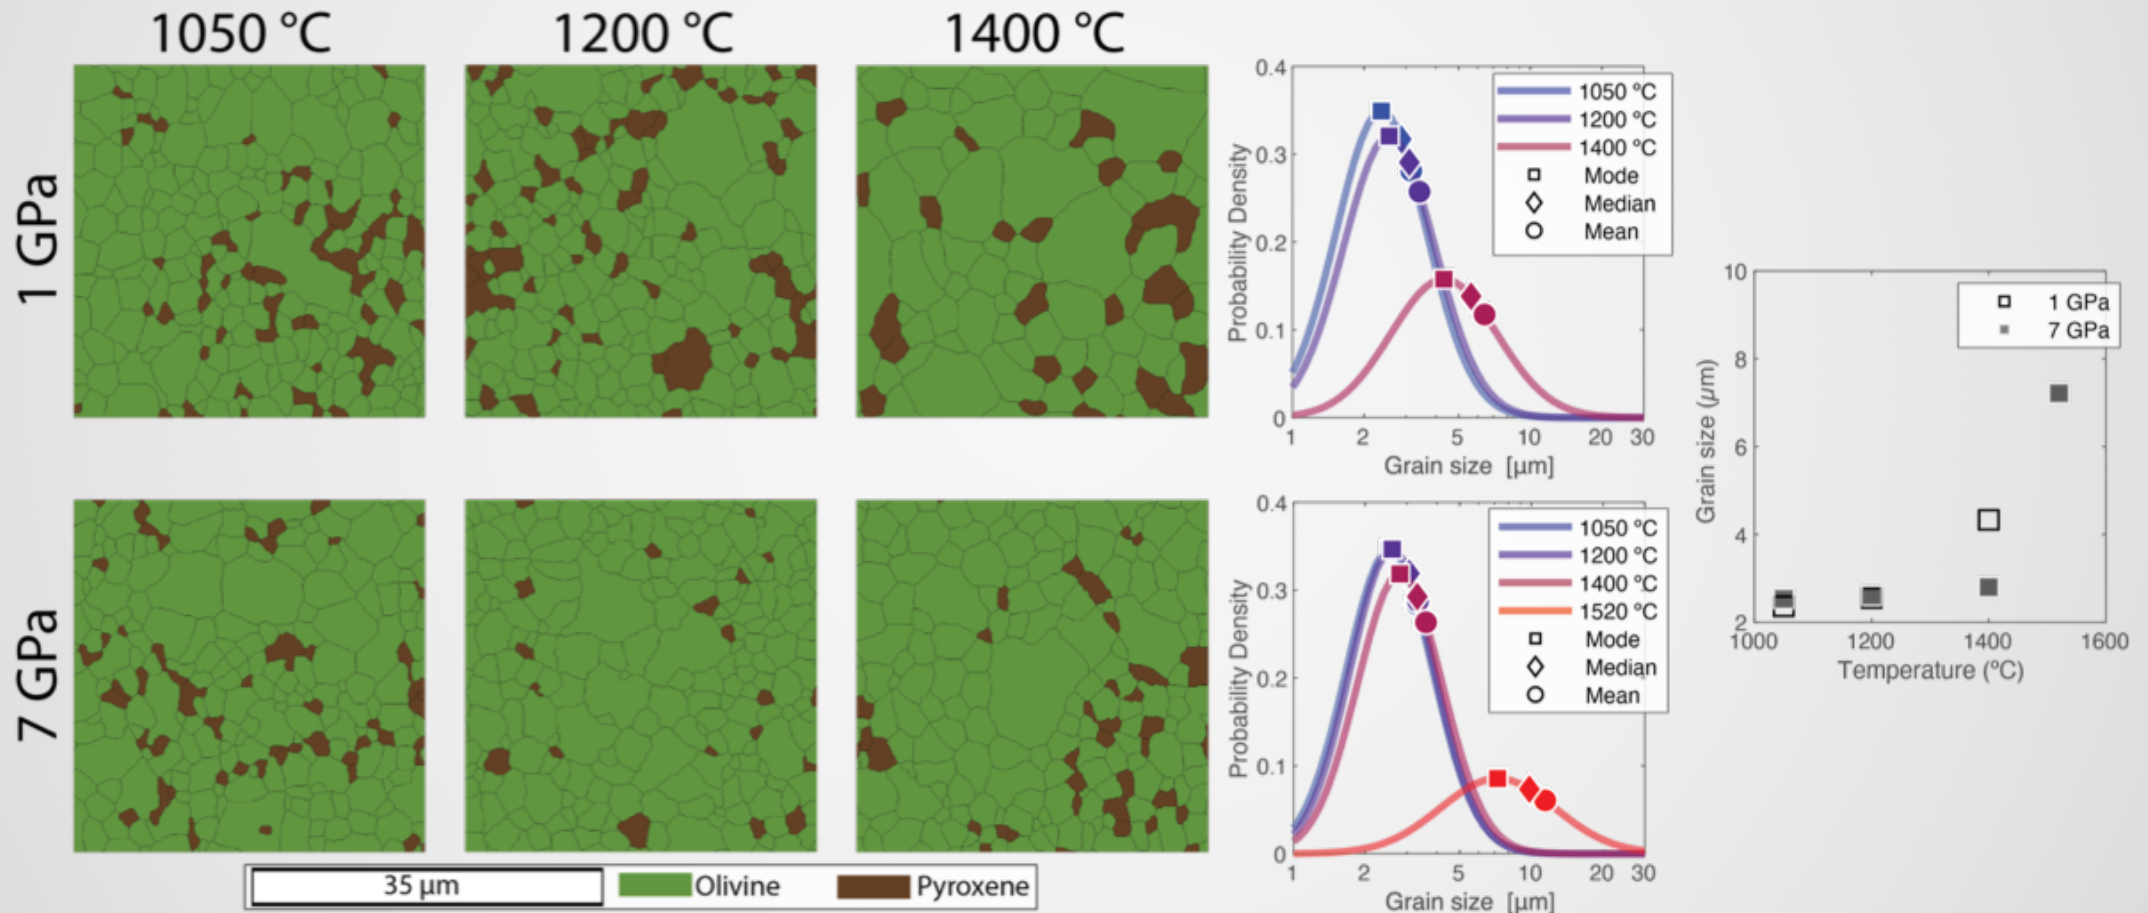 1050 °C
1200 °C
1400 °C
1 GPa
7 GPa
35 µm
Olivine
Pyroxene
Probability Density
0.4
0.3
0.2
0.1
0
1
2
5
10
20
30
Grain size [µm]
1050 °C
1200 °C
1400 °C
Mode
Median
Mean
Probability Density
0.4
0.3
0.2
0.1
0
1
2
5
10
20
30
Grain size [µm]
1050 °C
1200 °C
1400 °C
1520 °C
Mode
Median
Mean
Grain size (µm)
10
8
6
4
2
1000
1200
1400
1600
Temperature (°C)
1 GPa
7 GPa